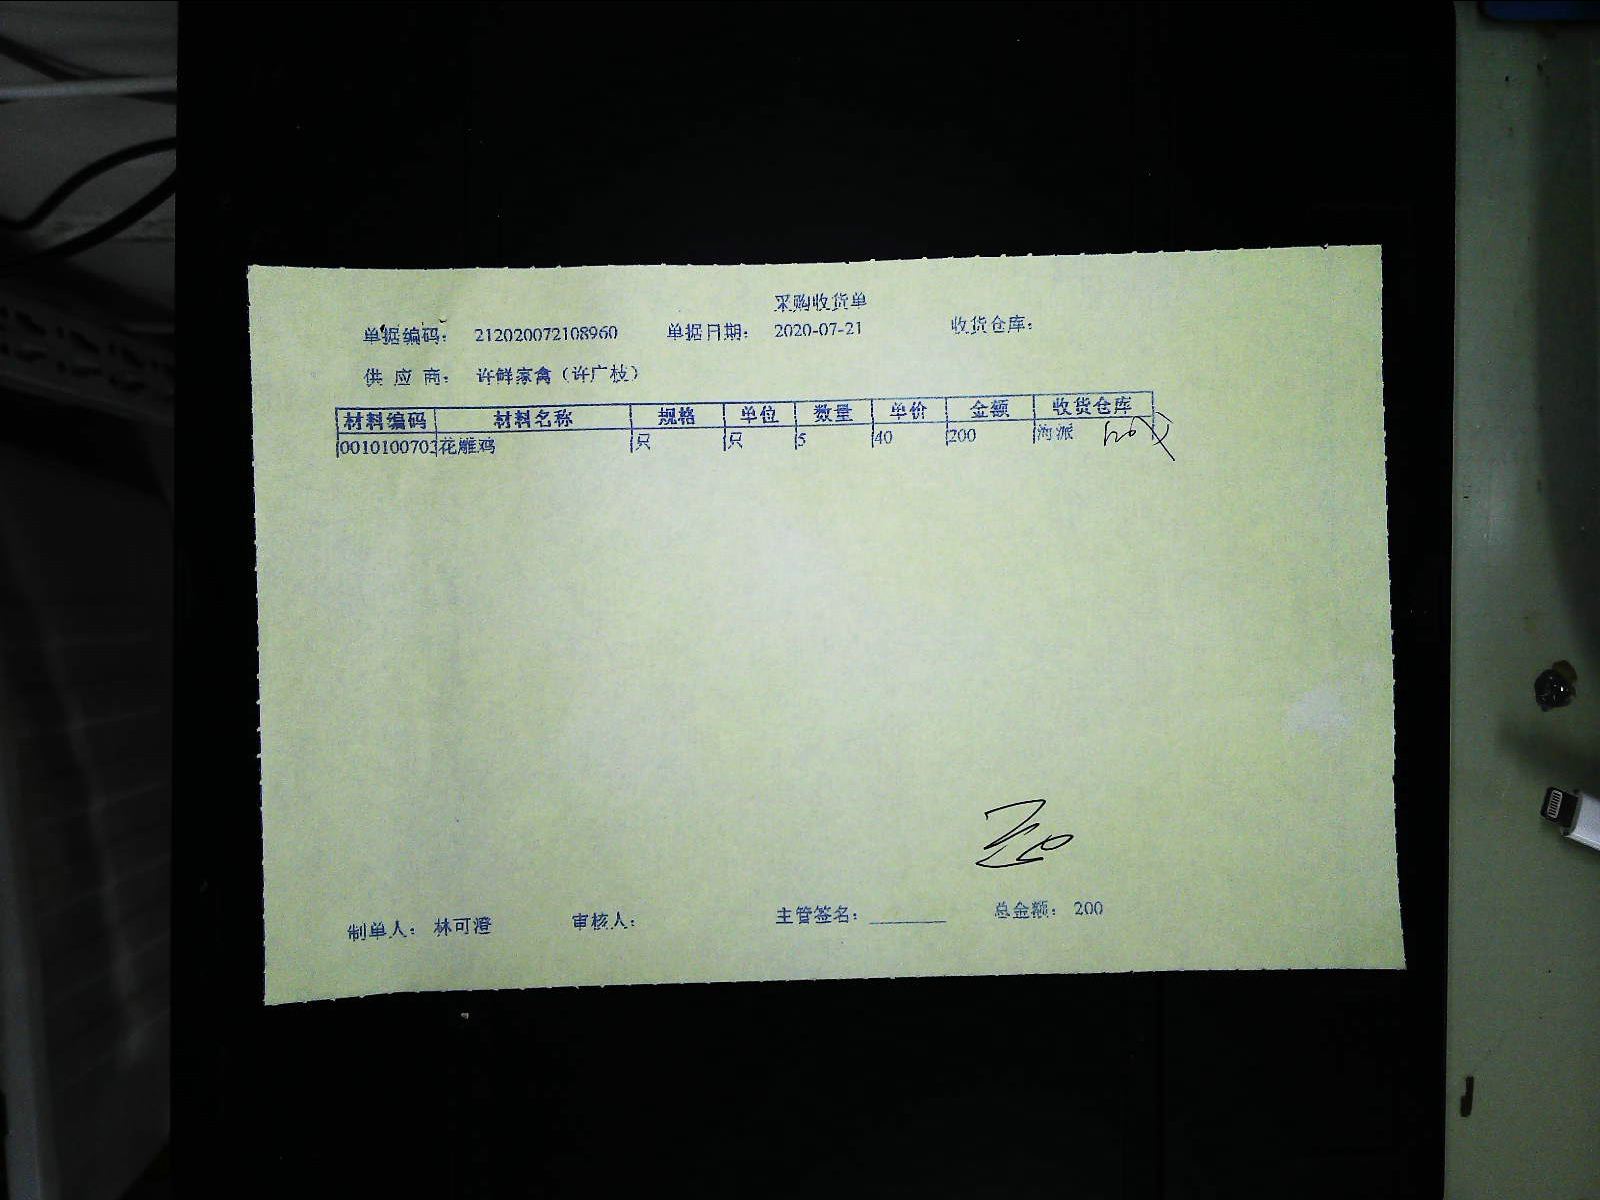 采购收货单
单据编码： 212020072108960 单据日期： 2020-07-21 收货仓库：
供 应 商： 许鲜家禽（许广枝）
材料编码 材料名称 规格 单位 数量 单价 金额 收货仓库
0010100702 花雕鸡 只 只 5 40 200 海派
制单人： 林可澄 审核人： 主管签名：________ 总金额： 200